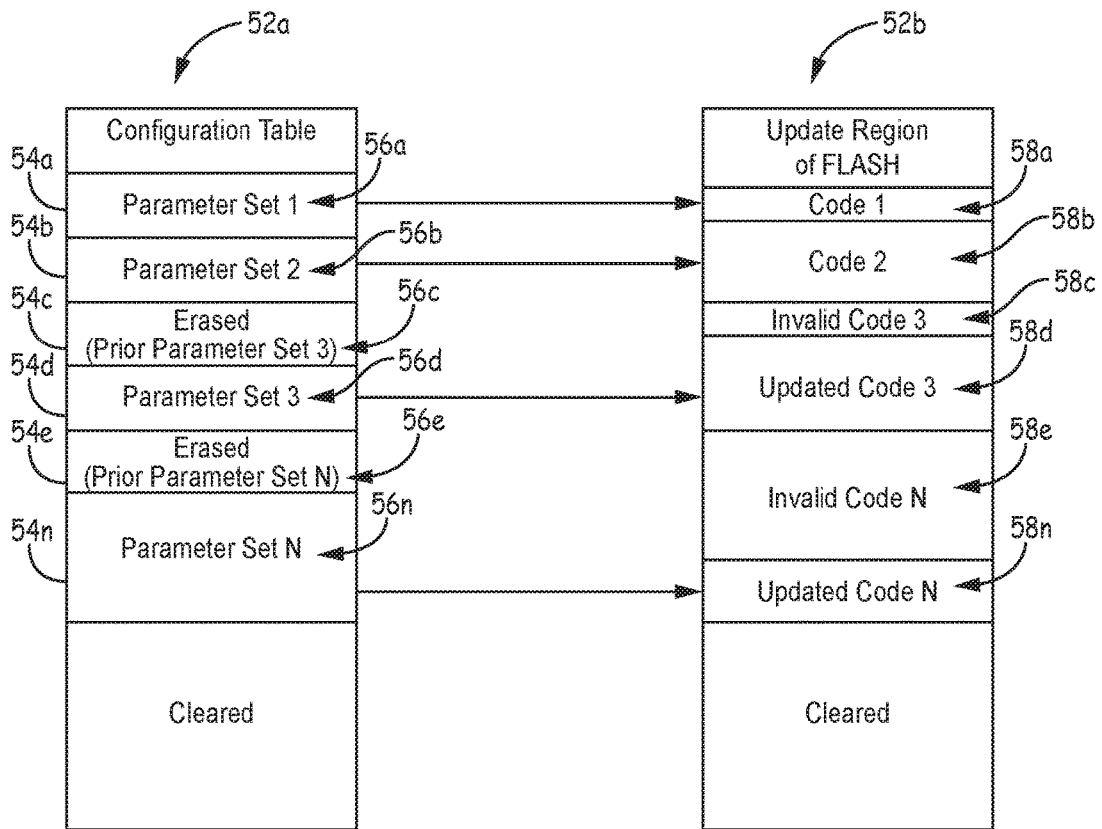 52a
52b
Configuration Table
Update Region
of FLASH
54a
56a
58a
Parameter Set 1
Code 1
54b
56b
58b
Parameter Set 2
Code 2
54c
56c
58c
Erased
(Prior Parameter Set 3)
Invalid Code 3
54d
56d
58d
Parameter Set 3
Updated Code 3
54e
56e
58e
Erased
(Prior Parameter Set N)
Invalid Code N
54n
56n
58n
Parameter Set N
Updated Code N
Cleared
Cleared